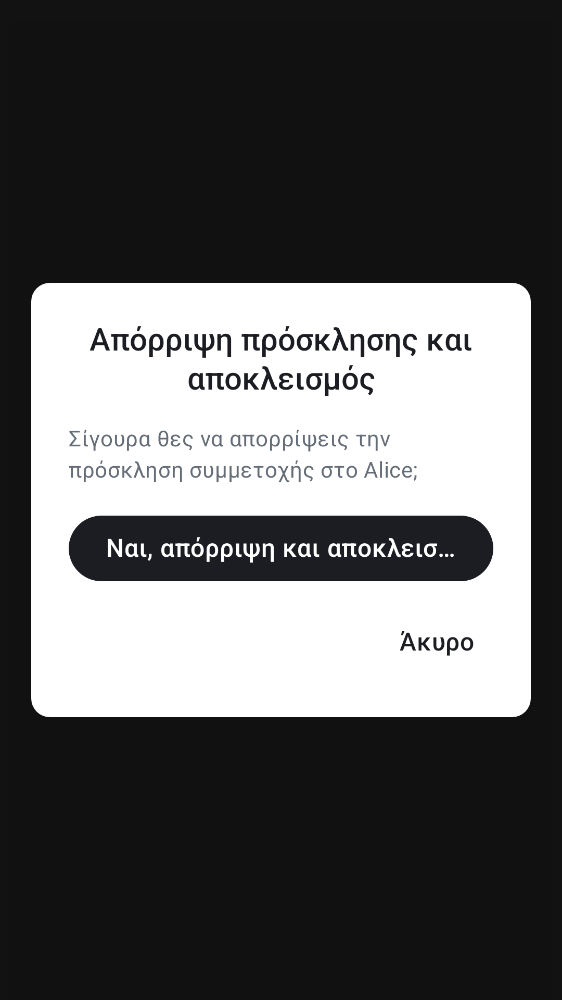 Απόρριψη πρόσκλησης και
αποκλεισμός
Σίγουρα θες να απορρίψεις την
πρόσκληση συμμετοχής στο Alice;
Ναι, απόρριψη και αποκλεισ…
Άκυρο